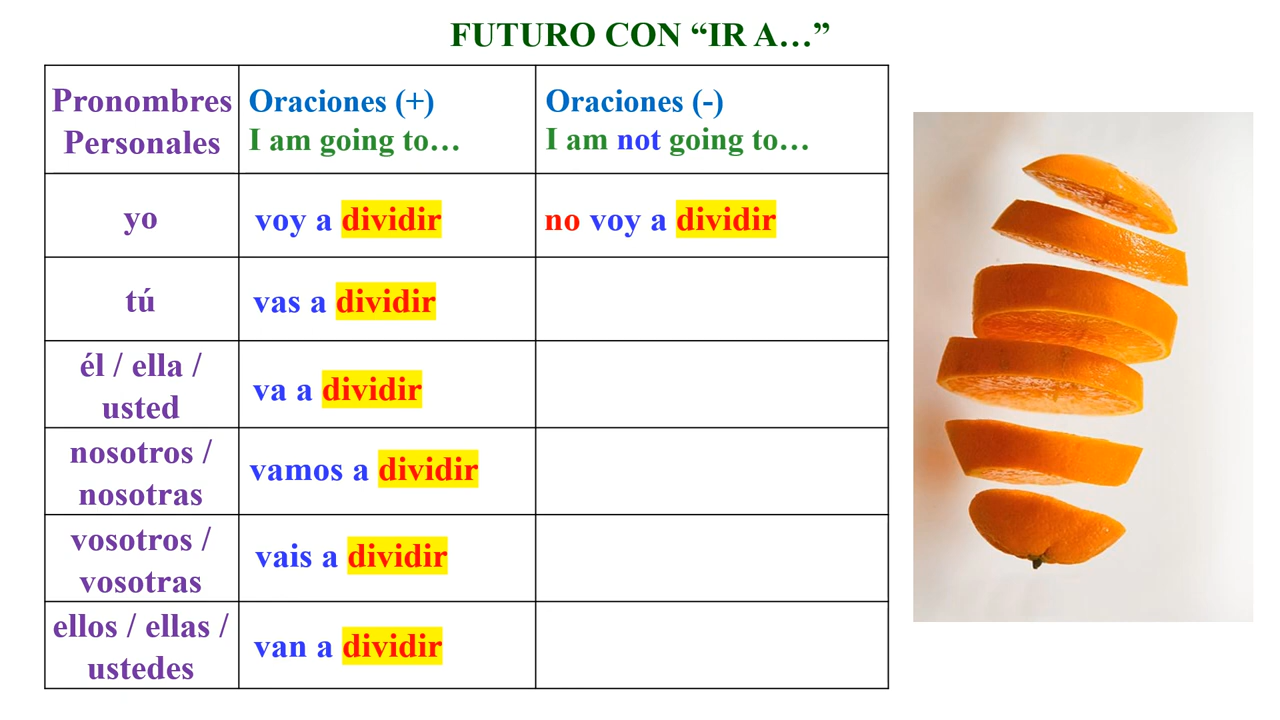 FUTURO CON “IR A…”
Pronombres
Personales
Oraciones (+)
I am going to…
Oraciones (-)
I am not going to…
yo
voy a dividir
no voy a dividir
tú
vas a dividir
él / ella /
usted
va a dividir
nosotros /
nosotras
vamos a dividir
vosotros /
vosotras
vais a dividir
ellos / ellas /
ustedes
van a dividir